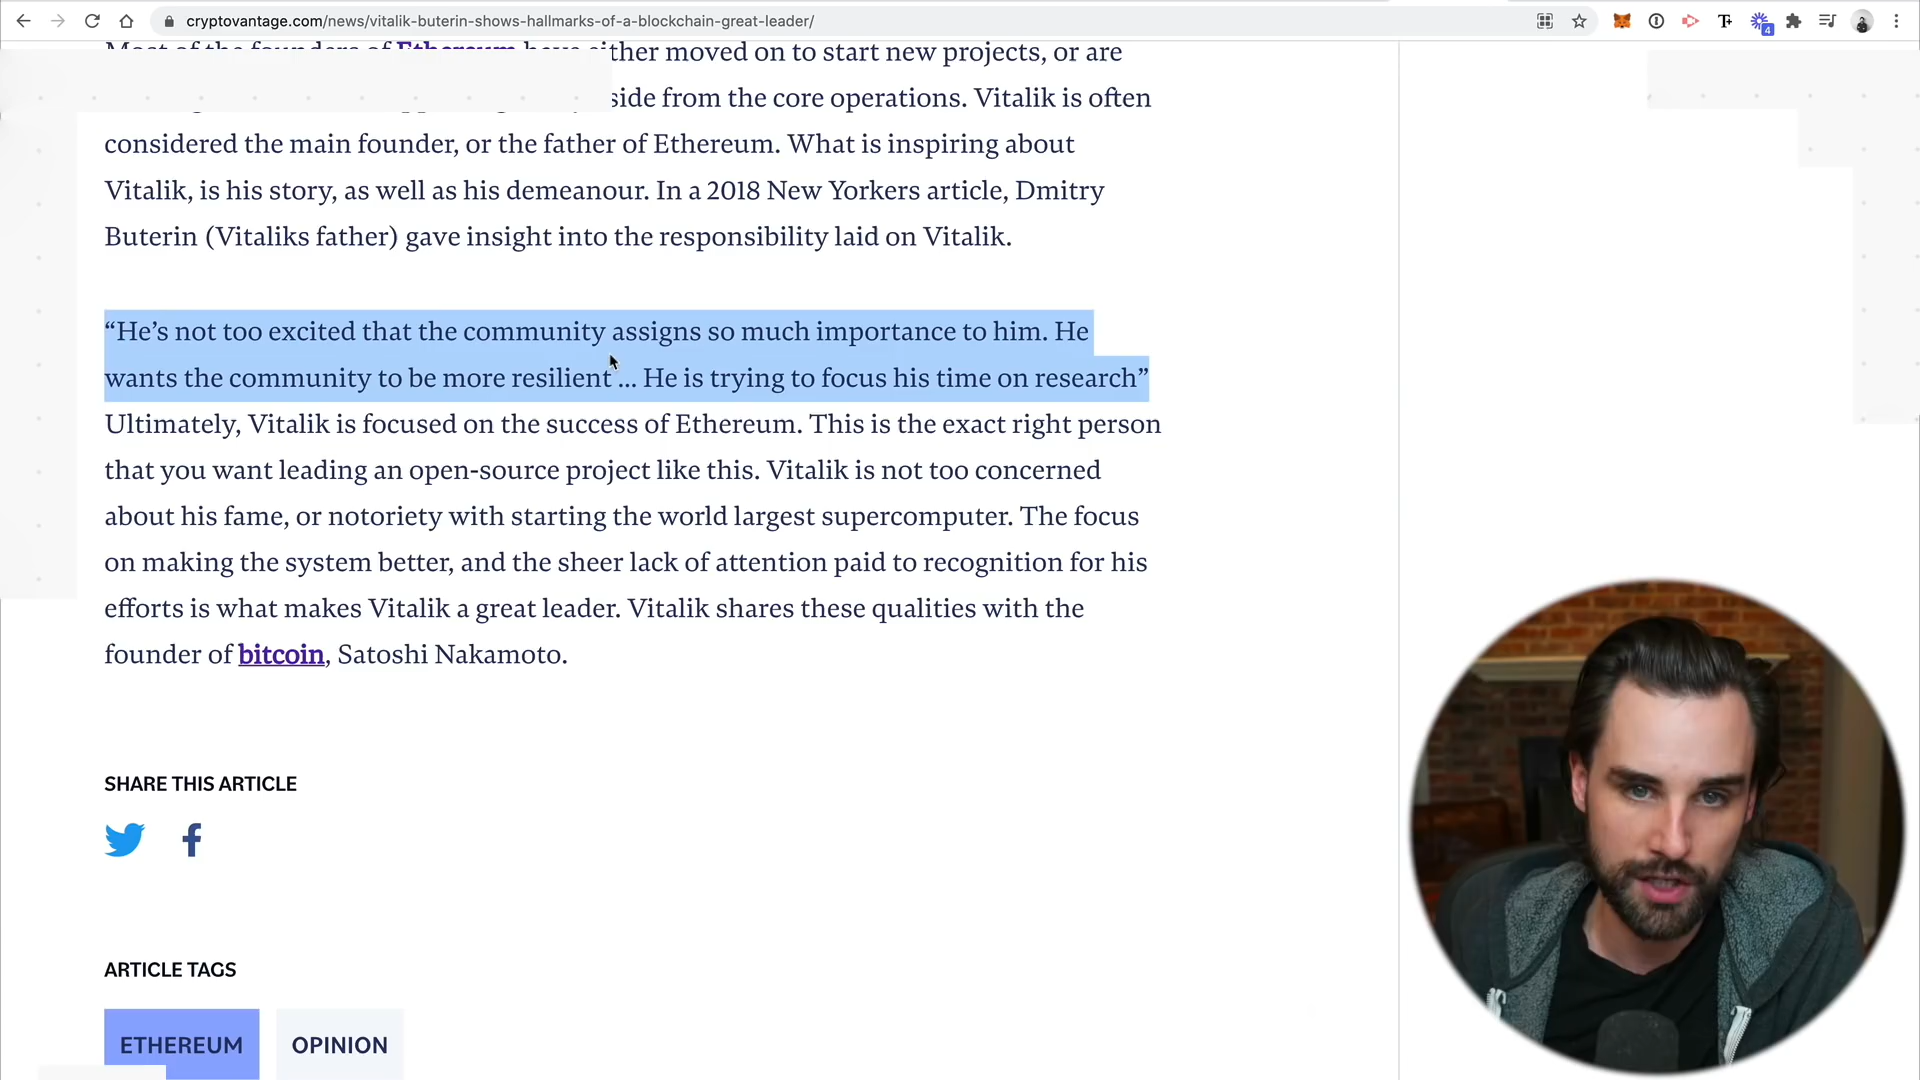 cryptovantage.com/news/vitalik-buterin-shows-hallmarks-of-a-blockchain-great-leader/
4
Most of the founders of Ethereum have either moved on to start new projects, or are
side from the core operations. Vitalik is often
considered the main founder, or the father of Ethereum. What is inspiring about
Vitalik, is his story, as well as his demeanour. In a 2018 New Yorkers article, Dmitry
Buterin (Vitaliks father) gave insight into the responsibility laid on Vitalik.
“He’s not too excited that the community assigns so much importance to him. He
wants the community to be more resilient … He is trying to focus his time on research”
Ultimately, Vitalik is focused on the success of Ethereum. This is the exact right person
that you want leading an open-source project like this. Vitalik is not too concerned
about his fame, or notoriety with starting the world largest supercomputer. The focus
on making the system better, and the sheer lack of attention paid to recognition for his
efforts is what makes Vitalik a great leader. Vitalik shares these qualities with the
founder of bitcoin, Satoshi Nakamoto.
SHARE THIS ARTICLE
ARTICLE TAGS
ETHEREUM OPINION